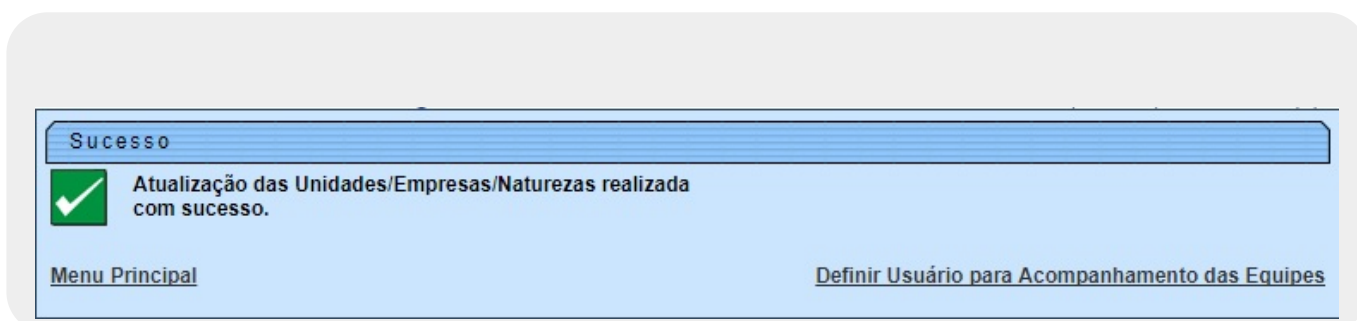 Sucesso
Atualização das Unidades/Empresas/Naturezas realizada
com sucesso.
Menu Principal
Definir Usuário para Acompanhamento das Equipes